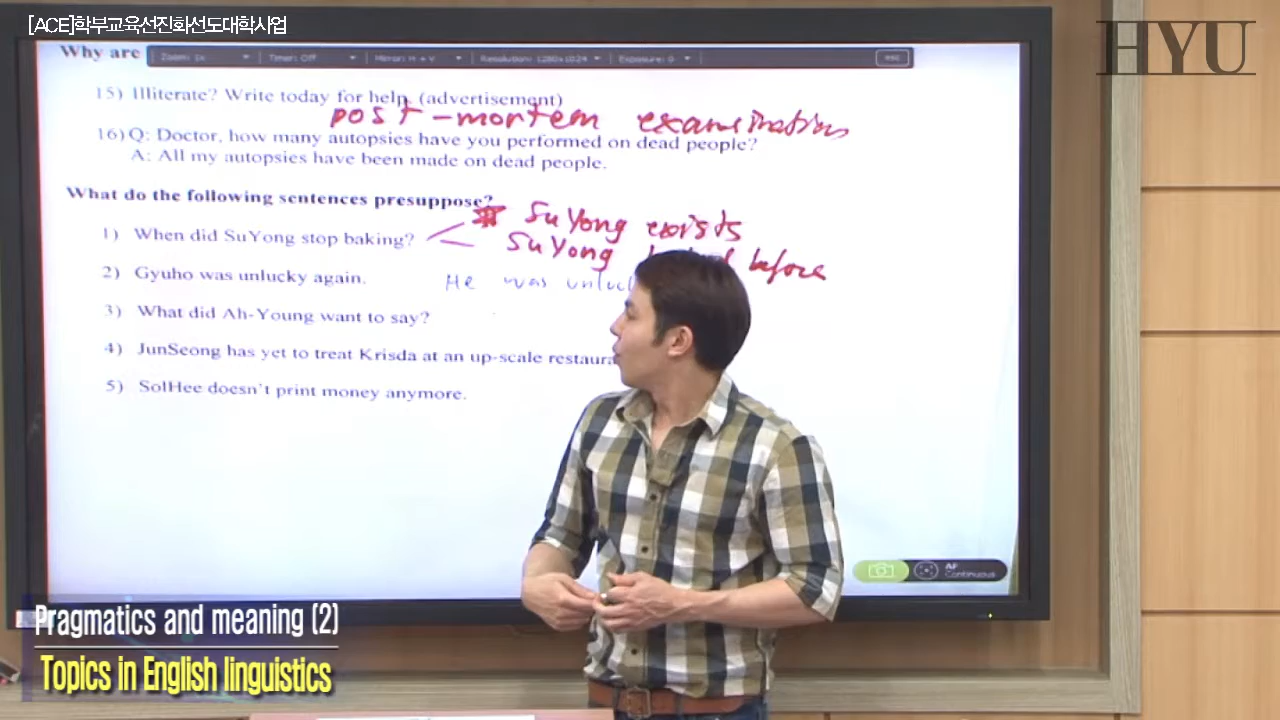 [ACE]학부교육선진화선도대학사업
HYU
Why are
Zoom: 1x Timer: Off Mirror: H + V Resolution: 1280x1024 Exposure: 0 esc
15) Illiterate? Write today for help. (advertisement)
post-mortem examinations
16) Q: Doctor, how many autopsies have you performed on dead people?
A: All my autopsies have been made on dead people.
What do the following sentences presuppose?
SuYong exists
1) When did SuYong stop baking?
SuYong before
2) Gyuho was unlucky again.
He was
3) What did Ah-Young want to say?
4) JunSeong has yet to treat Krisda at an up-scale
5) SolHee doesn't print money anymore.
AF
Continuous
Pragmatics and meaning (2)
Topics in English linguistics